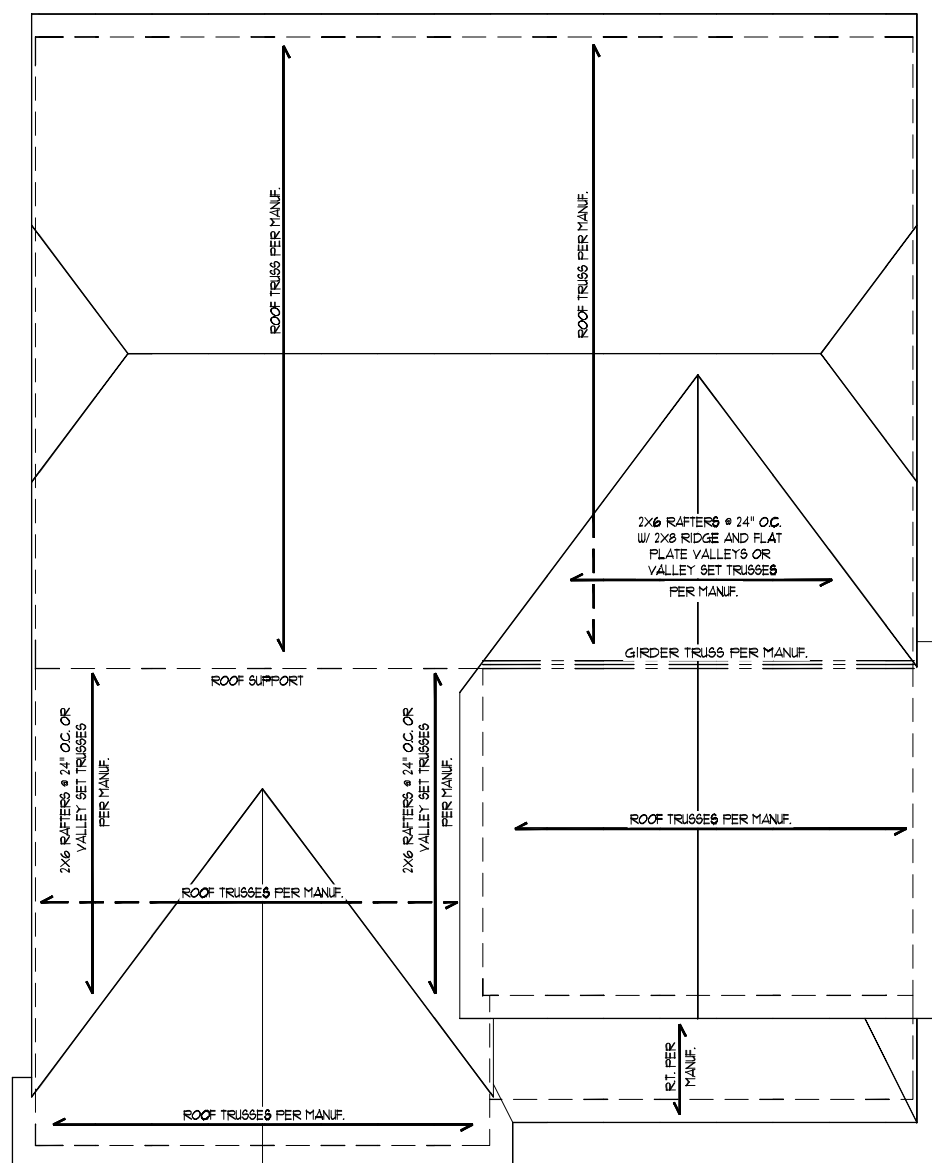 ROOF TRUSS PER MANUF.
ROOF TRUSS PER MANUF.
2X6 RAFTERS @ 24" O.C.
W/ 2X8 RIDGE AND FLAT
PLATE VALLEYS OR
VALLEY SET TRUSSES
PER MANUF.
GIRDER TRUSS PER MANUF.
ROOF SUPPORT
2X6 RAFTERS @ 24" O.C. OR
VALLEY SET TRUSSES
PER MANUF.
2X6 RAFTERS @ 24" O.C. OR
VALLEY SET TRUSSES
PER MANUF.
ROOF TRUSSES PER MANUF.
ROOF TRUSSES PER MANUF.
R.T. PER
MANUF.
ROOF TRUSSES PER MANUF.